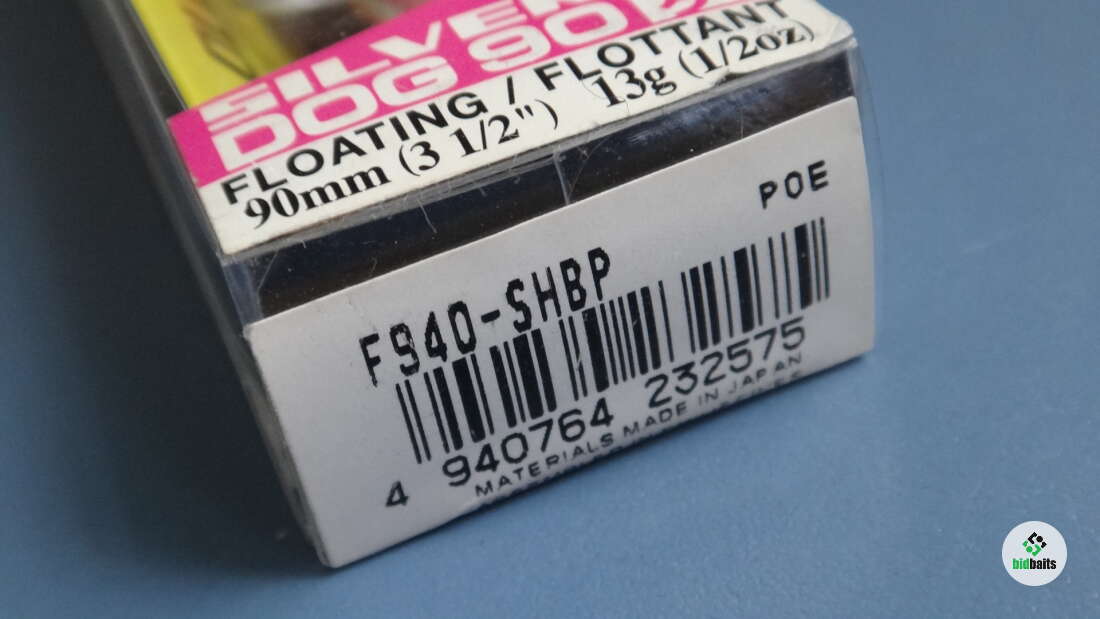 SILVER
DOG 90
FLOATING / FLOTTANT
90mm (3 1/2") 13g (1/2oz)
POE
F940-SHBP
4 940764 232575
MATERIALS MADE IN JAPAN
bidbaits